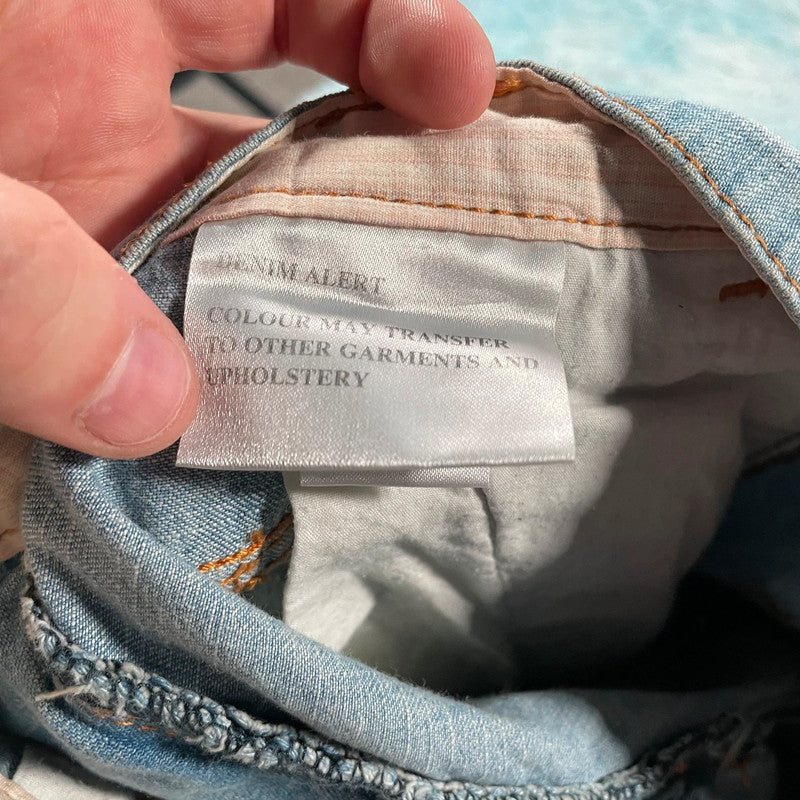 DENIM ALERT
COLOUR MAY TRANSFER
TO OTHER GARMENTS AND
UPHOLSTERY